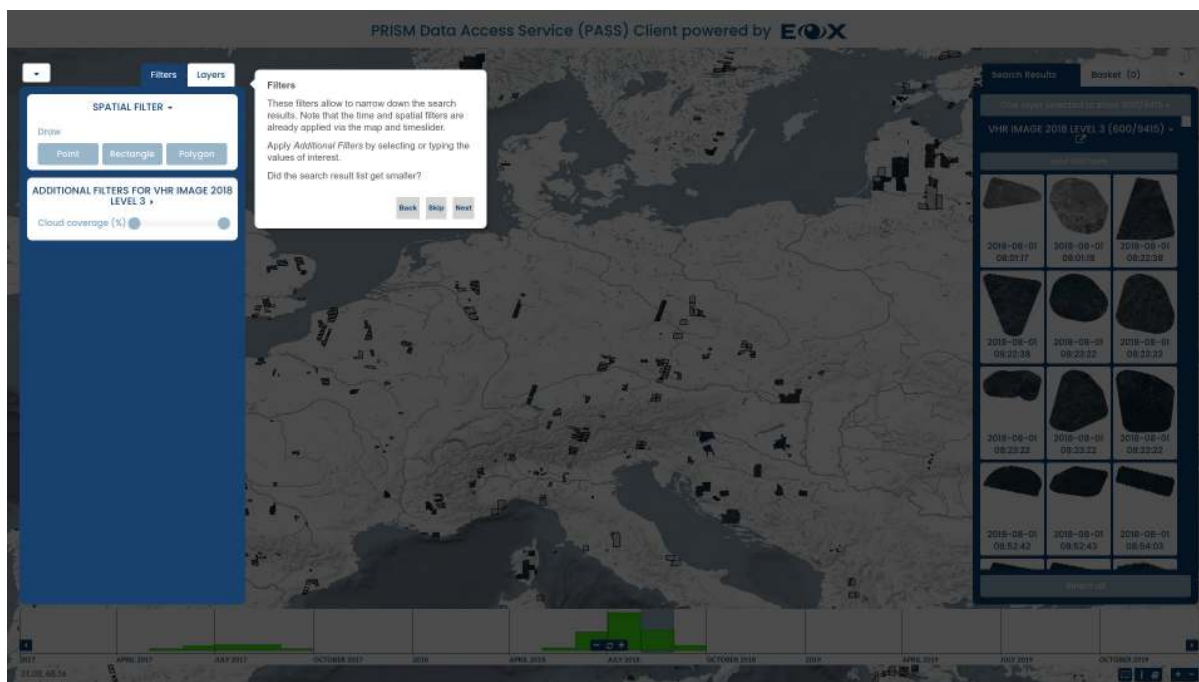 PRISM Data Access Service (PASS) Client powered by EOX
Filters
Layers
SPATIAL FILTER
Draw
Point
Rectangle
Polygon
ADDITIONAL FILTERS FOR VHR IMAGE 2018
LEVEL 3
Cloud coverage (%)
Filters
These filters allow to narrow down the search
results. Note that the time and spatial filters are
already applied via the map and timeslider.
Apply Additional Filters by selecting or typing the
values of interest.
Did the search result list get smaller?
Back
Skip
Next
Search Results
Basket (0)
VHR IMAGE 2018 LEVEL 3 (600/9415)
2018-08-01
2018-08-01
2018-08-01
08:01:17
08:01:18
08:22:38
2018-08-01
2018-08-01
2018-08-01
08:22:38
08:23:22
08:23:22
2018-08-01
2018-08-01
2018-08-01
08:23:22
08:23:22
08:23:22
2018-08-01
2018-08-01
2018-08-01
08:52:42
08:52:43
08:54:03
Select all
2017
APRIL 2017
JULY 2017
OCTOBER 2017
2018
APRIL 2018
JULY 2018
OCTOBER 2018
2019
APRIL 2019
JULY 2019
OCTOBER 2019